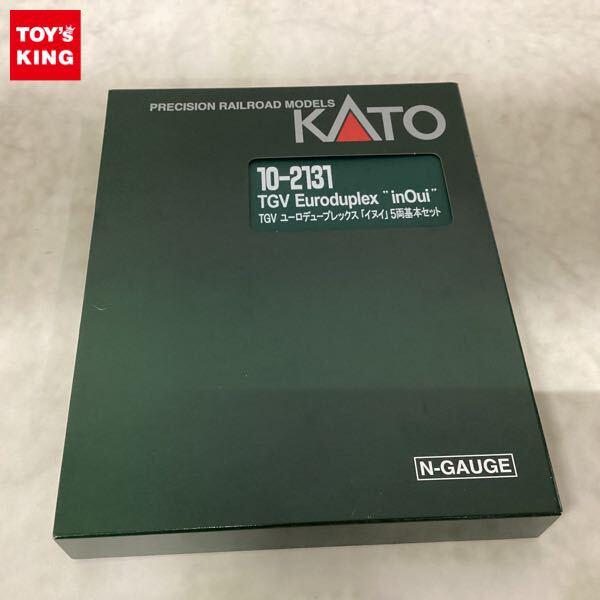 TOY's
KING
PRECISION RAILROAD MODELS
KATO
10-2131
TGV Euroduplex "inOui"
TGV ユーロデュープレックス「イヌイ」5両基本セット
N-GAUGE